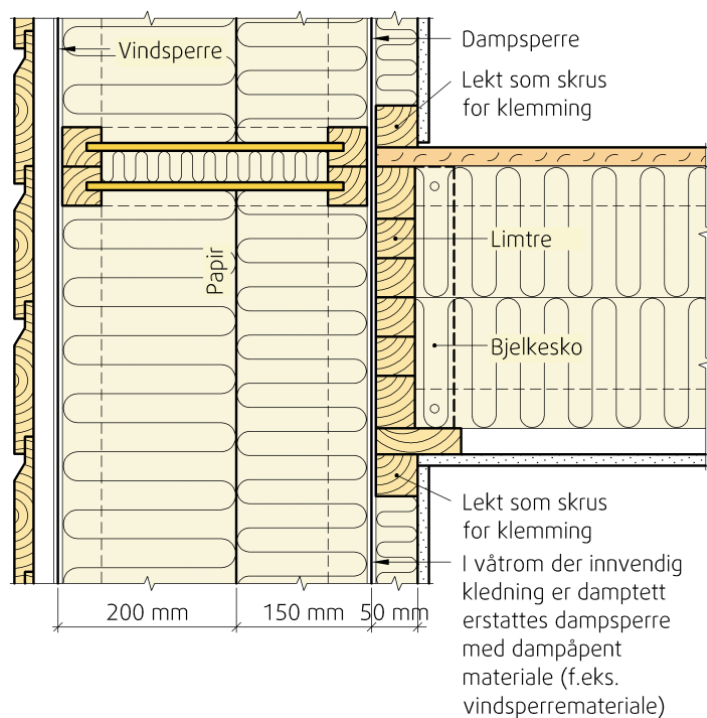 Vindsperre
Dampsperre
Lekt som skrus
for klemming
Papir
Limtre
Bjelkesko
Lekt som skrus
for klemming
I våtrom der innvendig
kledning er damptett
erstattes dampsperre
med dampåpent
materiale (f.eks.
vindsperremateriale)
200 mm
150 mm
50 mm